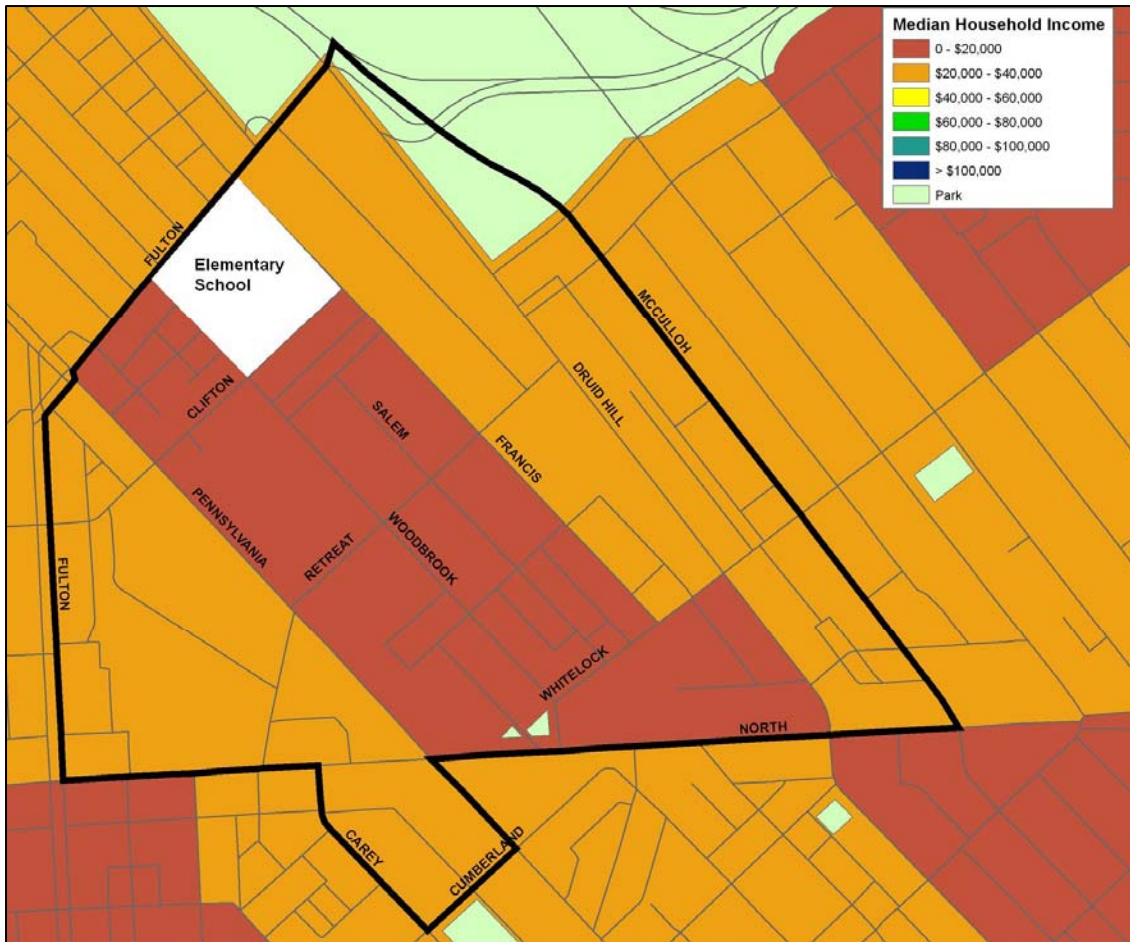 Median Household Income
0 - $20,000
$20,000 - $40,000
$40,000 - $60,000
$60,000 - $80,000
$80,000 - $100,000
> $100,000
Park
FULTON
Elementary
School
MCCULLOH
CLIFTON
SALEM
DRUID HILL
FRANCIS
PENNSYLVANIA
RETREAT
WOODBROOK
FULTON
WHITELOCK
NORTH
CAREY
CUMBERLAND